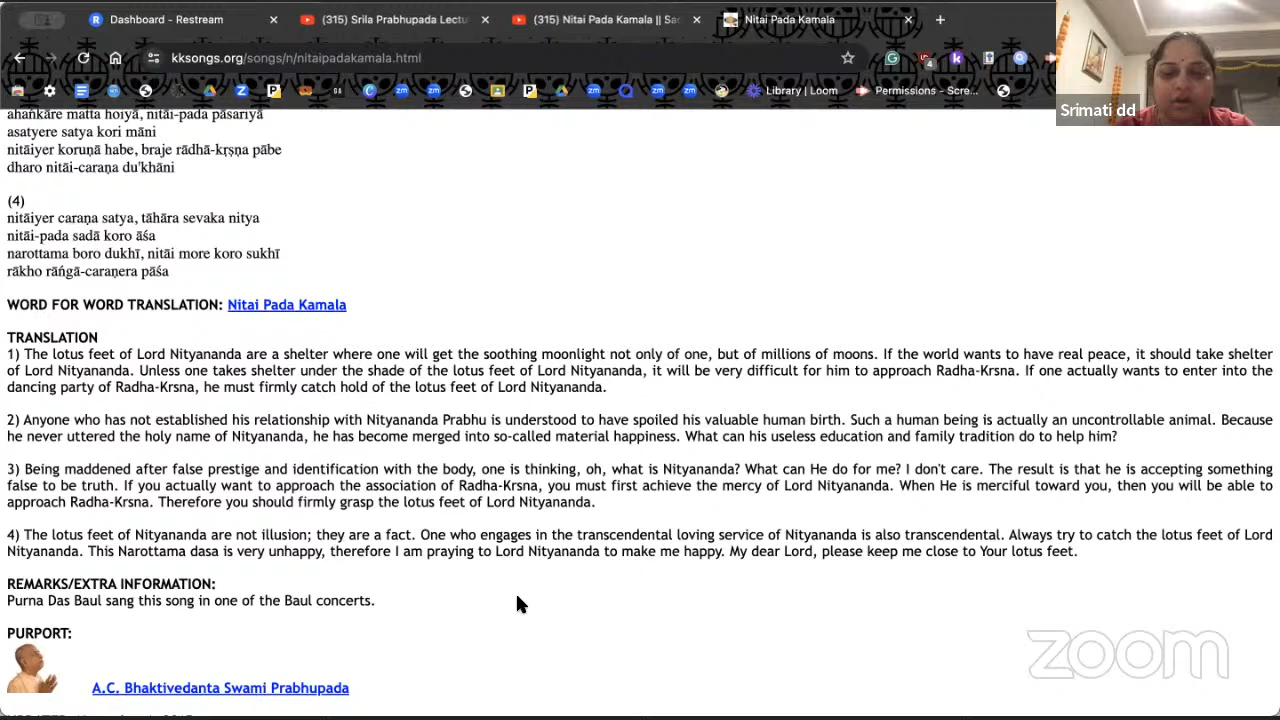 Dashboard - Restream
(315) Srila Prabhupada Lectu
(315) Nitai Pada Kamala || Sac
Nitai Pada Kamala
kksongs.org/songs/n/nitaipadakamala.html
Library | Loom
Permissions - Scre...
Srimati dd
ahaṅkāre matta hoiyā, nitāi-pada pāsariyā
asatyere satya kori māni
nitāiyer koruṇā habe, braje rādhā-kṛṣṇa pābe
dharo nitāi-caraṇa du'khāni
(4)
nitāiyer caraṇa satya, tāhāra sevaka nitya
nitāi-pada sadā koro āśa
narottama boro dukhī, nitāi more koro sukhī
rākho rāṅgā-caraṇera pāśa
WORD FOR WORD TRANSLATION: Nitai Pada Kamala
TRANSLATION
1) The lotus feet of Lord Nityananda are a shelter where one will get the soothing moonlight not only of one, but of millions of moons. If the world wants to have real peace, it should take shelter
of Lord Nityananda. Unless one takes shelter under the shade of the lotus feet of Lord Nityananda, it will be very difficult for him to approach Radha-Krsna. If one actually wants to enter into the
dancing party of Radha-Krsna, he must firmly catch hold of the lotus feet of Lord Nityananda.
2) Anyone who has not established his relationship with Nityananda Prabhu is understood to have spoiled his valuable human birth. Such a human being is actually an uncontrollable animal. Because
he never uttered the holy name of Nityananda, he has become merged into so-called material happiness. What can his useless education and family tradition do to help him?
3) Being maddened after false prestige and identification with the body, one is thinking, oh, what is Nityananda? What can He do for me? I don't care. The result is that he is accepting something
false to be truth. If you actually want to approach the association of Radha-Krsna, you must first achieve the mercy of Lord Nityananda. When He is merciful toward you, then you will be able to
approach Radha-Krsna. Therefore you should firmly grasp the lotus feet of Lord Nityananda.
4) The lotus feet of Nityananda are not illusion; they are a fact. One who engages in the transcendental loving service of Nityananda is also transcendental. Always try to catch the lotus feet of Lord
Nityananda. This Narottama dasa is very unhappy, therefore I am praying to Lord Nityananda to make me happy. My dear Lord, please keep me close to Your lotus feet.
REMARKS/EXTRA INFORMATION:
Purna Das Baul sang this song in one of the Baul concerts.
PURPORT:
A.C. Bhaktivedanta Swami Prabhupada
zoom